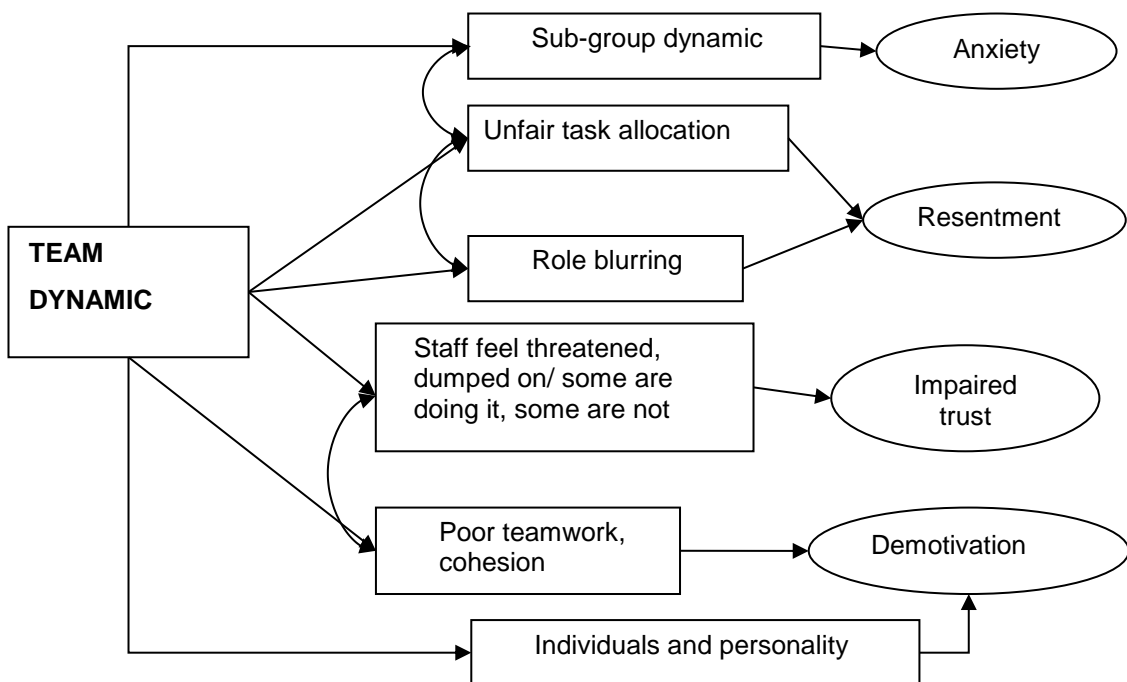 Sub-group dynamic
Anxiety
Unfair task allocation
Resentment
TEAM
DYNAMIC
Role blurring
Staff feel threatened,
dumped on/ some are
doing it, some are not
Impaired
trust
Poor teamwork,
cohesion
Demotivation
Individuals and personality